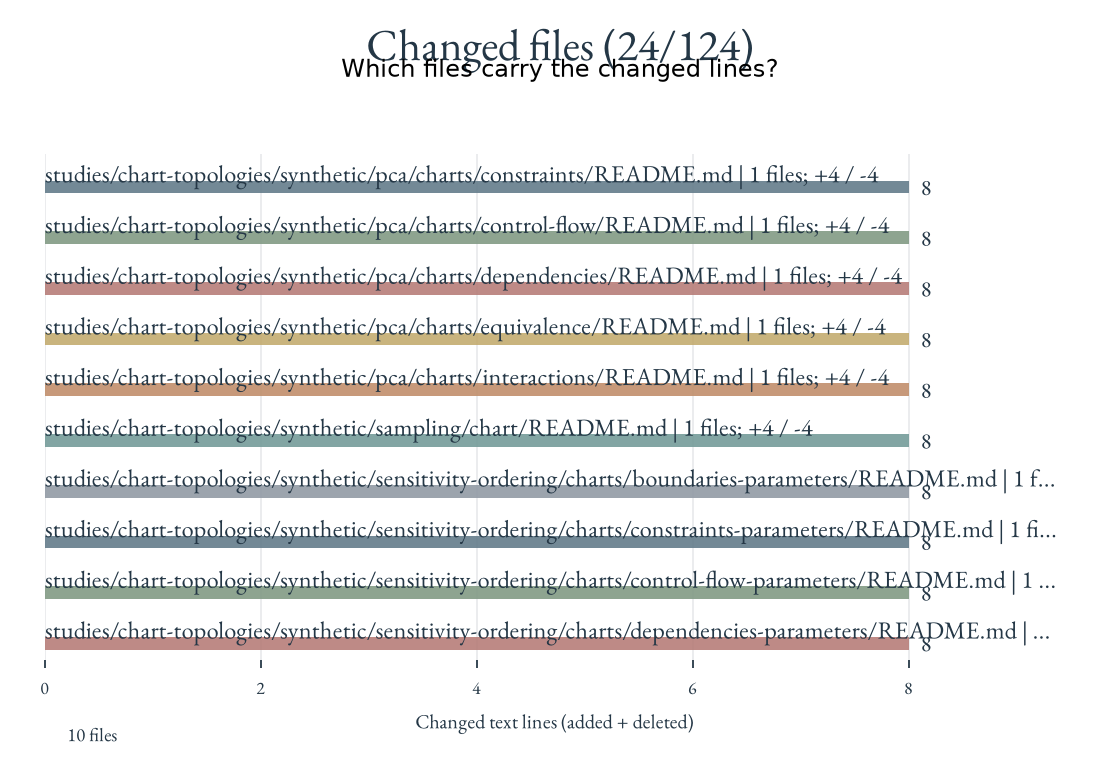 Changed files (24/124)
Which files carry the changed lines?
studies/chart-topologies/synthetic/pca/charts/constraints/README.md | 1 files; +4 / -4
8
studies/chart-topologies/synthetic/pca/charts/control-flow/README.md | 1 files; +4 / -4
8
studies/chart-topologies/synthetic/pca/charts/dependencies/README.md | 1 files; +4 / -4
8
studies/chart-topologies/synthetic/pca/charts/equivalence/README.md | 1 files; +4 / -4
8
studies/chart-topologies/synthetic/pca/charts/interactions/README.md | 1 files; +4 / -4
8
studies/chart-topologies/synthetic/sampling/chart/README.md | 1 files; +4 / -4
8
studies/chart-topologies/synthetic/sensitivity-ordering/charts/boundaries-parameters/README.md | 1 f...
8
studies/chart-topologies/synthetic/sensitivity-ordering/charts/constraints-parameters/README.md | 1 fi...
8
studies/chart-topologies/synthetic/sensitivity-ordering/charts/control-flow-parameters/README.md | 1 ...
8
studies/chart-topologies/synthetic/sensitivity-ordering/charts/dependencies-parameters/README.md | ...
8
0 2 4 6 8
Changed text lines (added + deleted)
10 files